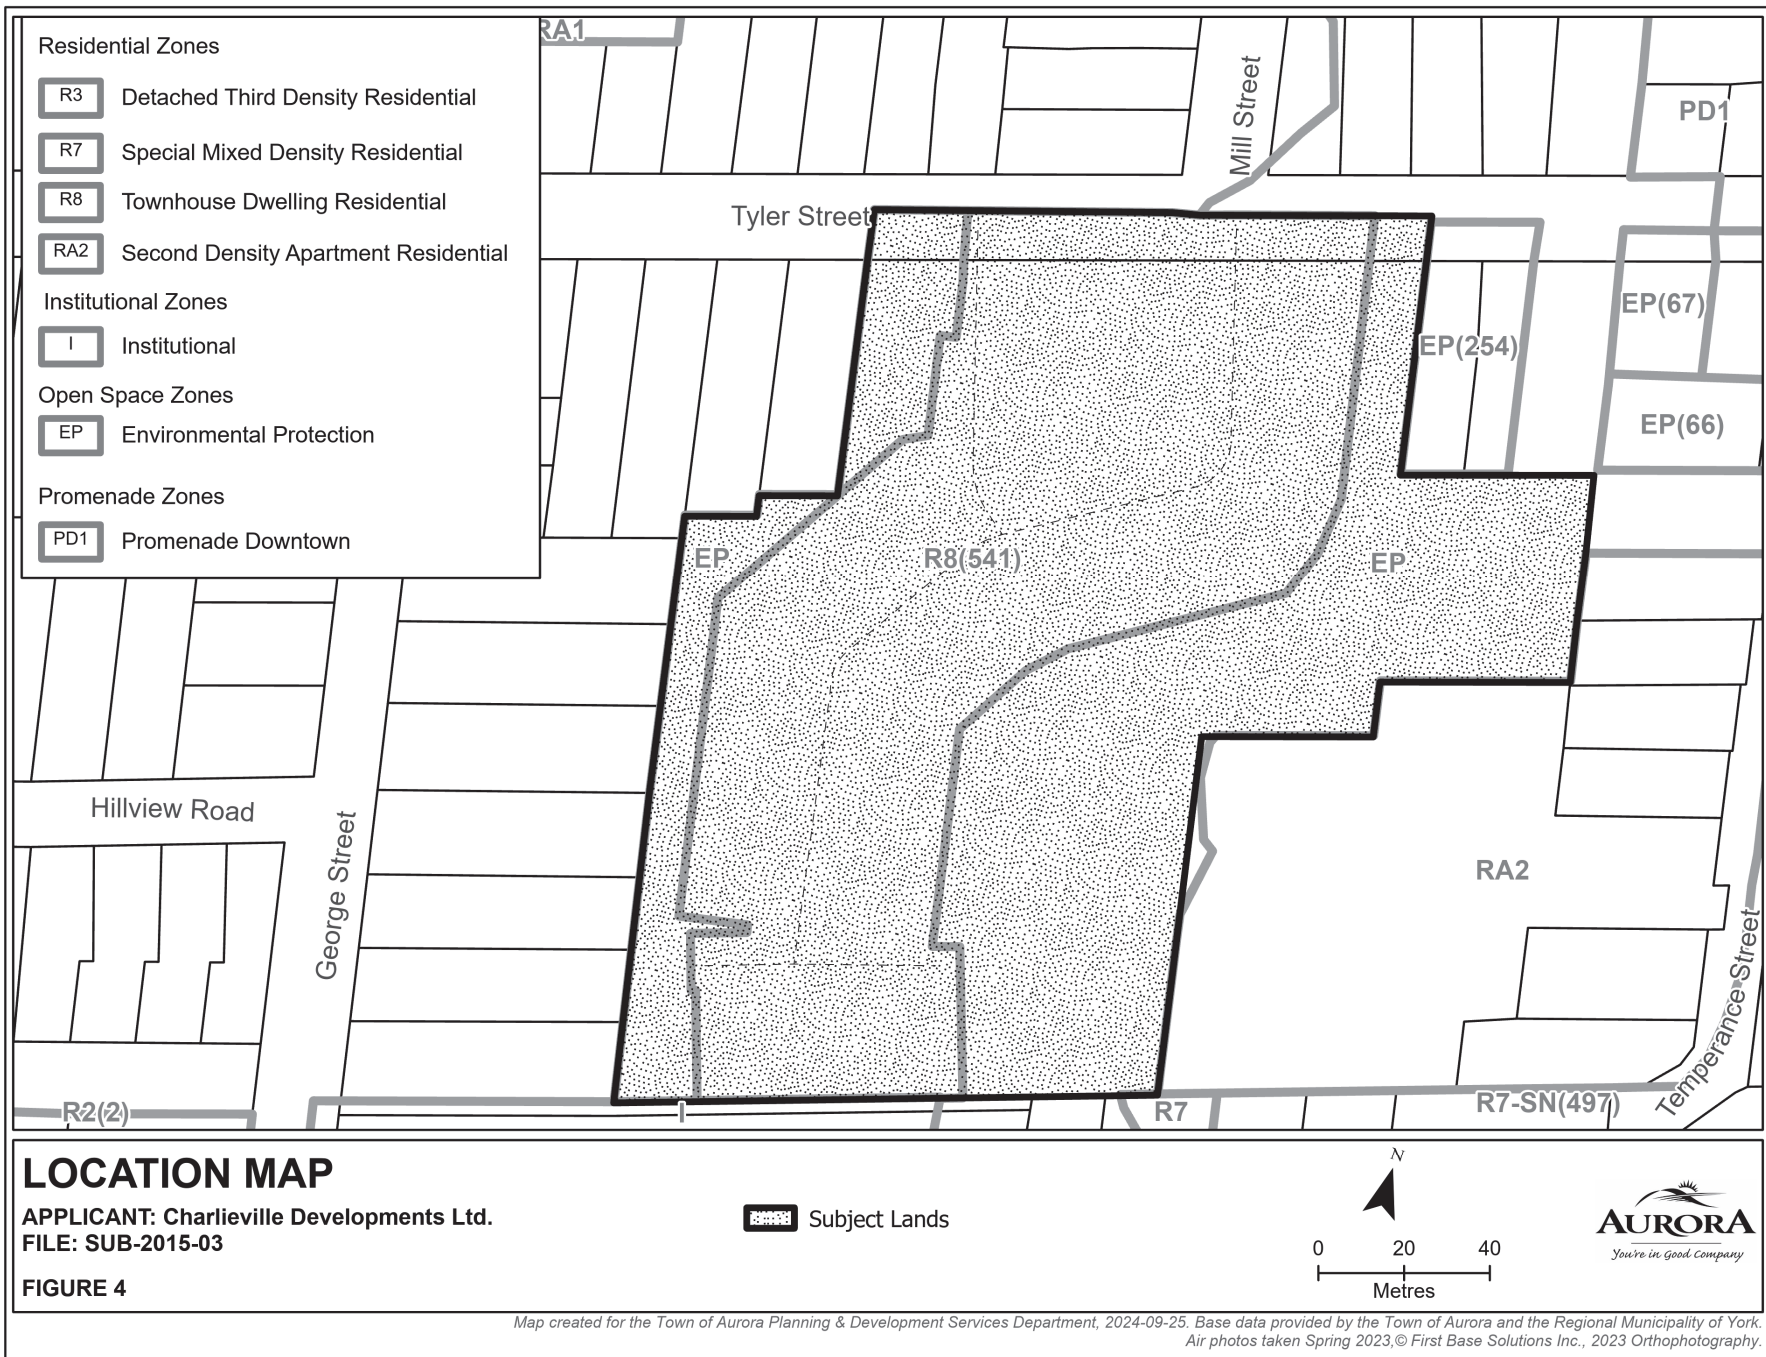 Residential Zones
R3 Detached Third Density Residential
R7 Special Mixed Density Residential
R8 Townhouse Dwelling Residential
RA2 Second Density Apartment Residential
Institutional Zones
I Institutional
Open Space Zones
EP Environmental Protection
Promenade Zones
PD1 Promenade Downtown
RA1
Mill Street
PD1
Tyler Street
EP(67)
EP(254)
EP(66)
EP
R8(541)
EP
Hillview Road
George Street
RA2
Temperance Street
R2(2)
I
R7
R7-SN(497)
LOCATION MAP
APPLICANT: Charlieville Developments Ltd.
FILE: SUB-2015-03
FIGURE 4
Subject Lands
N
0 20 40
Metres
AURORA
You're in Good Company
Map created for the Town of Aurora Planning & Development Services Department, 2024-09-25. Base data provided by the Town of Aurora and the Regional Municipality of York.
Air photos taken Spring 2023,© First Base Solutions Inc., 2023 Orthophotography.